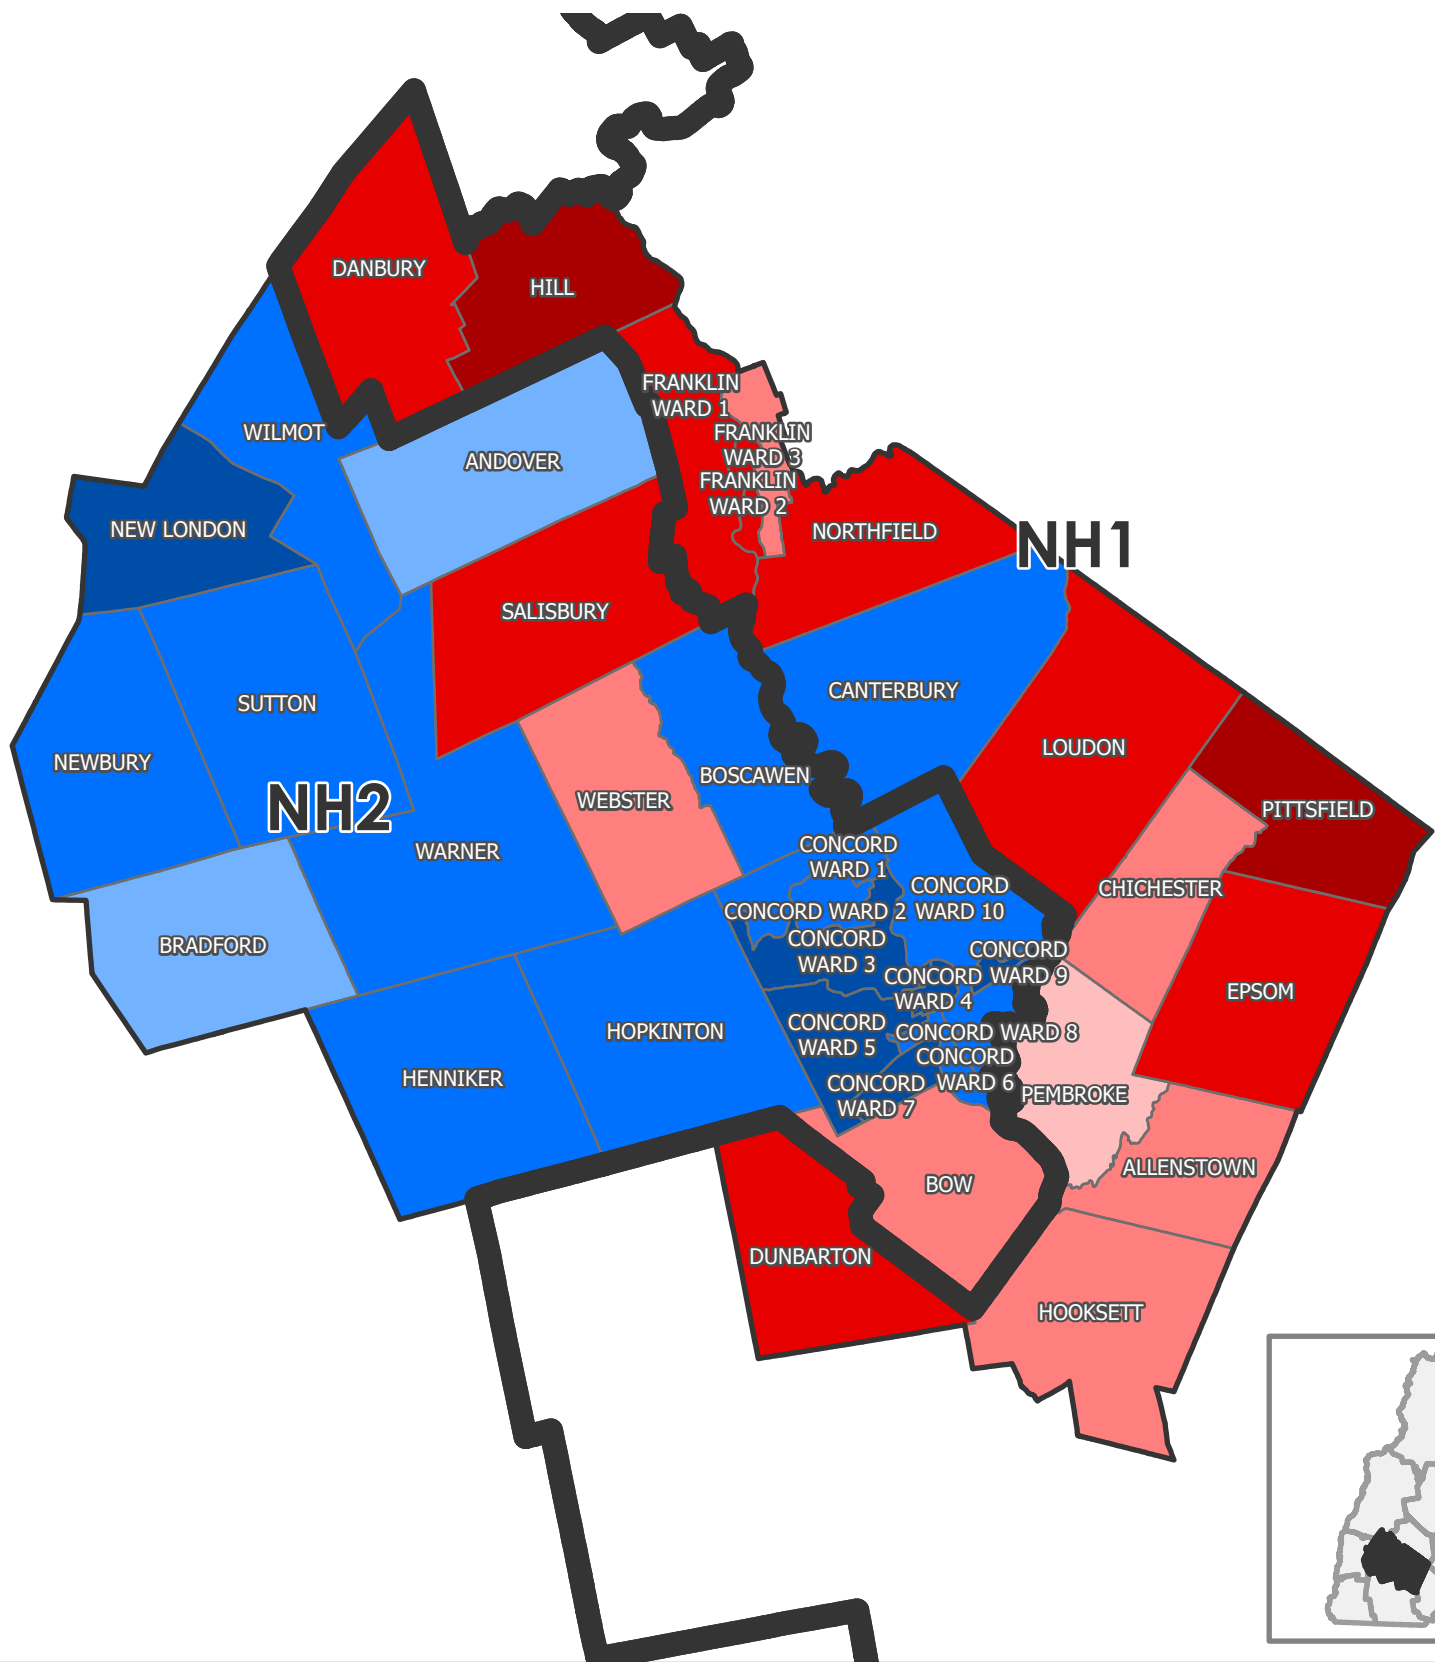 DANBURY
HILL
FRANKLIN
WARD 1
WILMOT
FRANKLIN
WARD 3
ANDOVER
FRANKLIN
WARD 2
NEW LONDON
NORTHFIELD
NH1
SALISBURY
CANTERBURY
SUTTON
LOUDON
NEWBURY
BOSCAWEN
WEBSTER
NH2
PITTSFIELD
WARNER
CONCORD
WARD 1
CONCORD
WARD 10
CHICHESTER
CONCORD WARD 2
BRADFORD
CONCORD
WARD 3
CONCORD
WARD 9
CONCORD
WARD 4
EPSOM
HOPKINTON
CONCORD
WARD 5
CONCORD WARD 8
CONCORD
WARD 6
HENNIKER
CONCORD
WARD 7
PEMBROKE
ALLENSTOWN
BOW
DUNBARTON
HOOKSETT